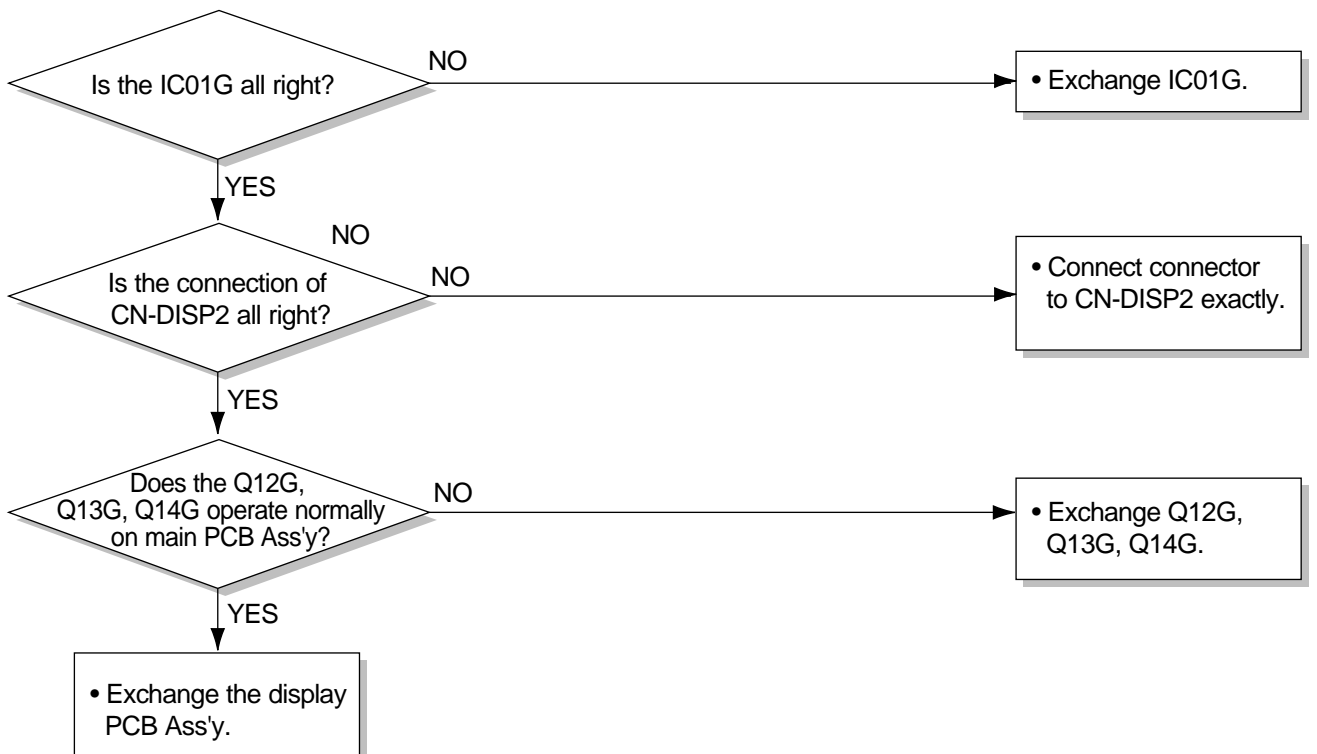 Is the IC01G all right?
NO
• Exchange IC01G.
YES
NO
Is the connection of
CN-DISP2 all right?
NO
• Connect connector
to CN-DISP2 exactly.
YES
Does the Q12G,
Q13G, Q14G operate normally
on main PCB Ass'y?
NO
• Exchange Q12G,
Q13G, Q14G.
YES
• Exchange the display
PCB Ass'y.